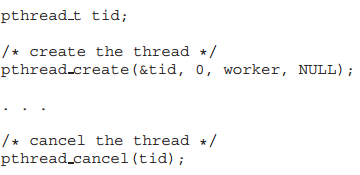 pthread_t tid;
/* create the thread */
pthread_create(&tid, 0, worker, NULL);
. . .
/* cancel the thread */
pthread_cancel(tid);